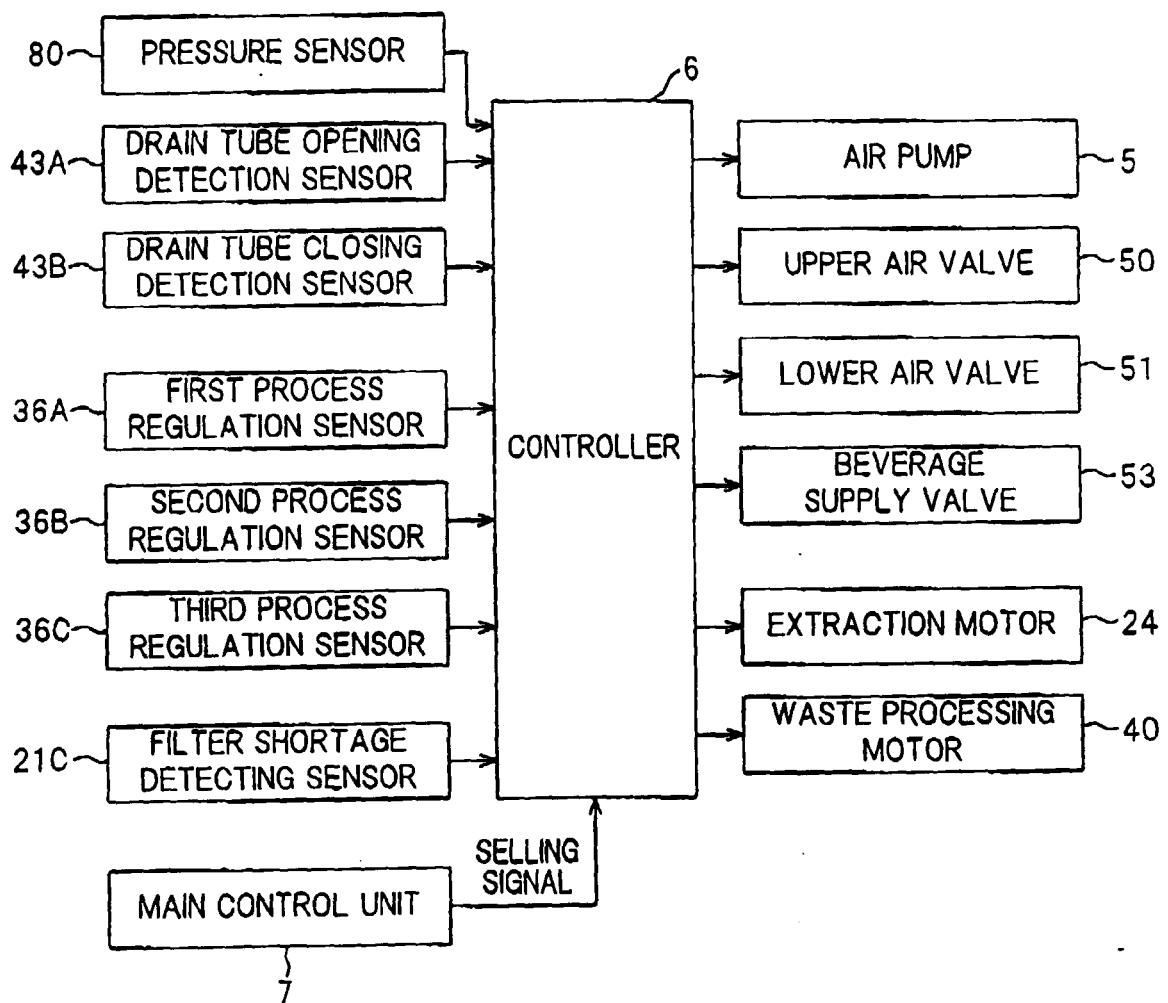 80
PRESSURE SENSOR
43A
DRAIN TUBE OPENING
DETECTION SENSOR
43B
DRAIN TUBE CLOSING
DETECTION SENSOR
36A
FIRST PROCESS
REGULATION SENSOR
36B
SECOND PROCESS
REGULATION SENSOR
36C
THIRD PROCESS
REGULATION SENSOR
21C
FILTER SHORTAGE
DETECTING SENSOR
MAIN CONTROL UNIT
7
SELLING
SIGNAL
6
CONTROLLER
AIR PUMP
5
UPPER AIR VALVE
50
LOWER AIR VALVE
51
BEVERAGE
SUPPLY VALVE
53
EXTRACTION MOTOR
24
WASTE PROCESSING
MOTOR
40